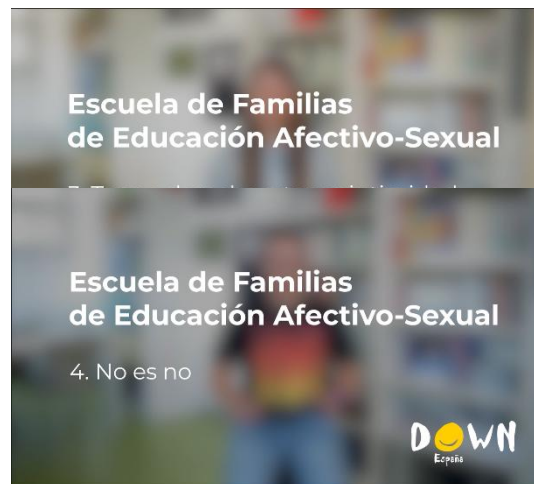 Escuela de Familias
de Educación Afectivo-Sexual
Escuela de Familias
de Educación Afectivo-Sexual
4. No es no
DOWN
España